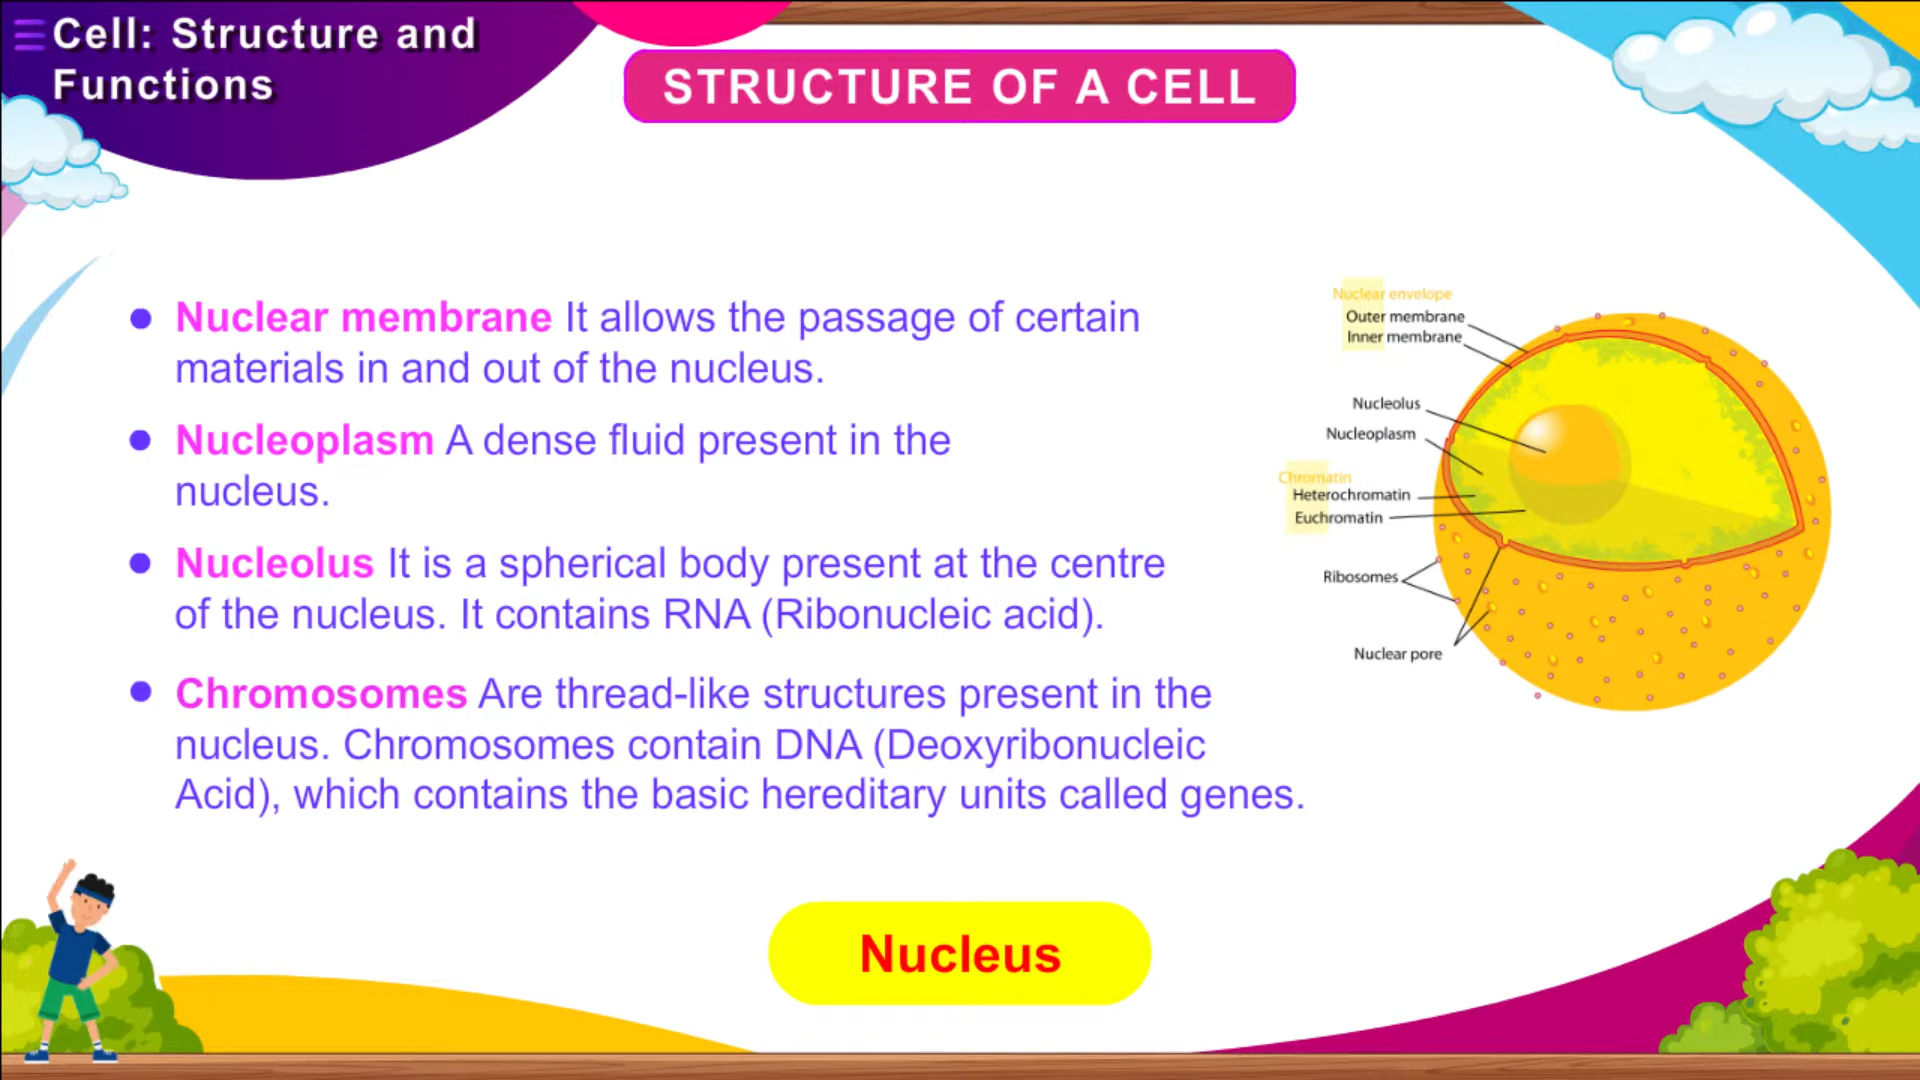 Cell: Structure and
Functions
STRUCTURE OF A CELL
Nuclear membrane It allows the passage of certain
materials in and out of the nucleus.
Nucleoplasm A dense fluid present in the
nucleus.
Nucleolus It is a spherical body present at the centre
of the nucleus. It contains RNA (Ribonucleic acid).
Chromosomes Are thread-like structures present in the
nucleus. Chromosomes contain DNA (Deoxyribonucleic
Acid), which contains the basic hereditary units called genes.
Nuclear envelope
Outer membrane
Inner membrane
Nucleolus
Nucleoplasm
Chromatin
Heterochromatin
Euchromatin
Ribosomes
Nuclear pore
Nucleus